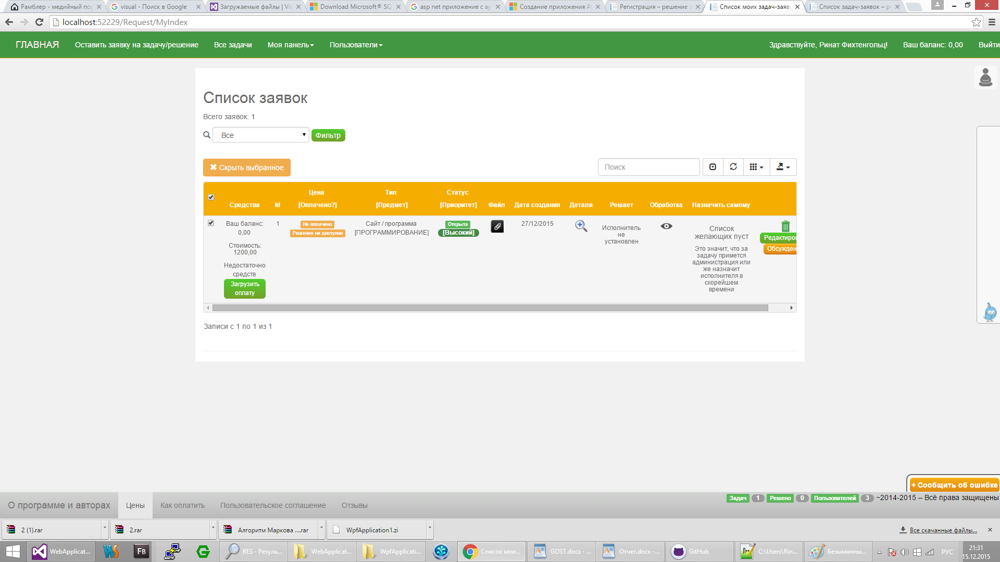 Рамблер - медийный пор
visual - Поиск в Google
Загружаемые файлы | Vis
Download Microsoft® SQ
asp net приложение с ау
Создание приложения A
Регистрация – решение з
Список моих задач-заяв
Список задач-заявок – р
localhost:52229/Request/MyIndex
ГЛАВНАЯ
Оставить заявку на задачу/решение
Все задачи
Моя панель
Пользователи
Здравствуйте, Ринат Фихтенгольц!
Ваш баланс: 0,00
Выйти
Список заявок
Всего заявок: 1
Все
Фильтр
Скрыть выбранное
Поиск
Средства
Id
Цена
[Оплачено?]
Тип
[Предмет]
Статус
[Приоритет]
Файл
Дата создания
Детали
Решает
Обработка
Назначить самому
Ваш баланс:
0,00
Стоимость:
1200,00
Недостаточно
средств
Загрузить
оплату
1
Не оплачено
Решение не доступно
Сайт / программа
[ПРОГРАММИРОВАНИЕ]
Открыта
[Высокий]
27/12/2015
Исполнитель
не
установлен
Список
желающих пуст
Это значит, что за
задачу примется
администрация или
же назначит
исполнителя в
скорейшем
времени
Редактиров
Обсужден
Записи с 1 по 1 из 1
+ Сообщить об ошибке
О программе и авторах
Цены
Как оплатить
Пользовательское соглашение
Отзывы
Задач 1 Решено 0 Пользователей 3 ~2014-2015 – Всё права защищены
2 (1).rar
2.rar
Алгоритм Маркова ....rar
WpfApplication1.zi
Все скачанные файлы...
WebApplicat...
FB
RES - Резуль...
WebApplicat...
WpfApplicati...
Список мои...
GOST.docx - ...
Отчет.docx -...
GitHub
C:\Users\Rin...
Безымянны...
РУС
21:31
15.12.2015